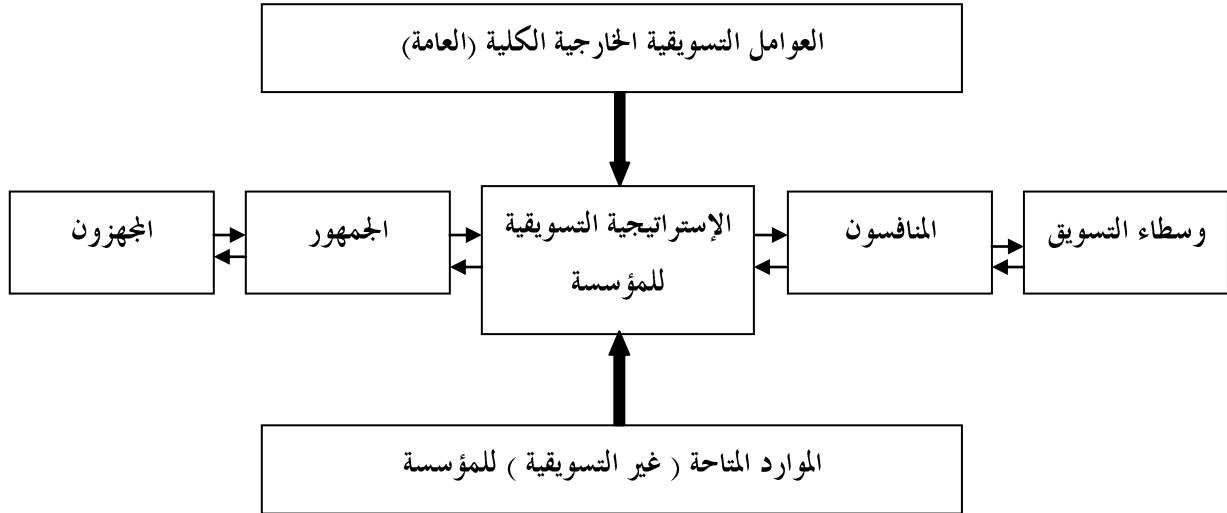 العوامل التسويقية الخارجية الكلية (العامة)
وسطاء التسويق
المنافسون
الإستراتيجية التسويقية
للمؤسسة
الجمهور
المجهزون
الموارد المتاحة ( غير التسويقية ) للمؤسسة